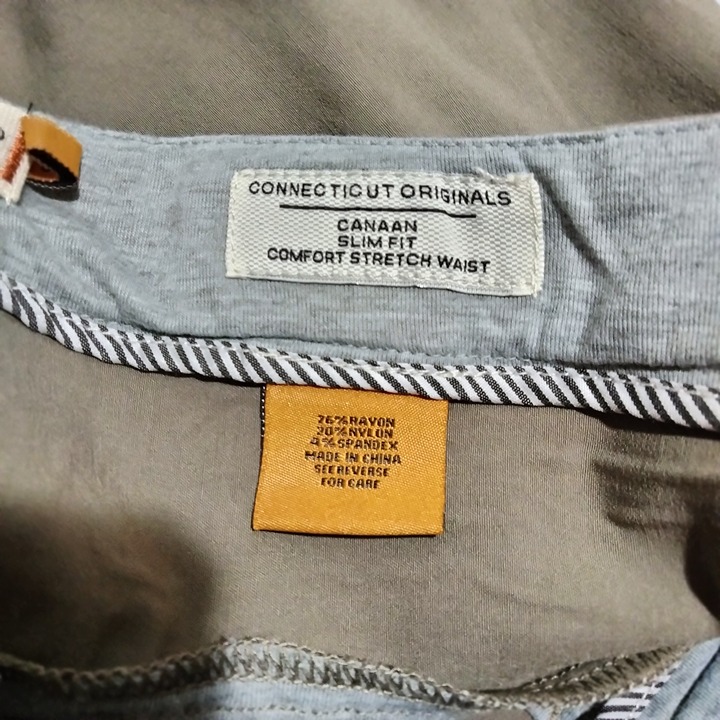 CONNECTICUT ORIGINALS
CANAAN
SLIM FIT
COMFORT STRETCH WAIST
76% RAYON
20% NYLON
4% SPANDEX
MADE IN CHINA
SEE REVERSE
FOR CARE